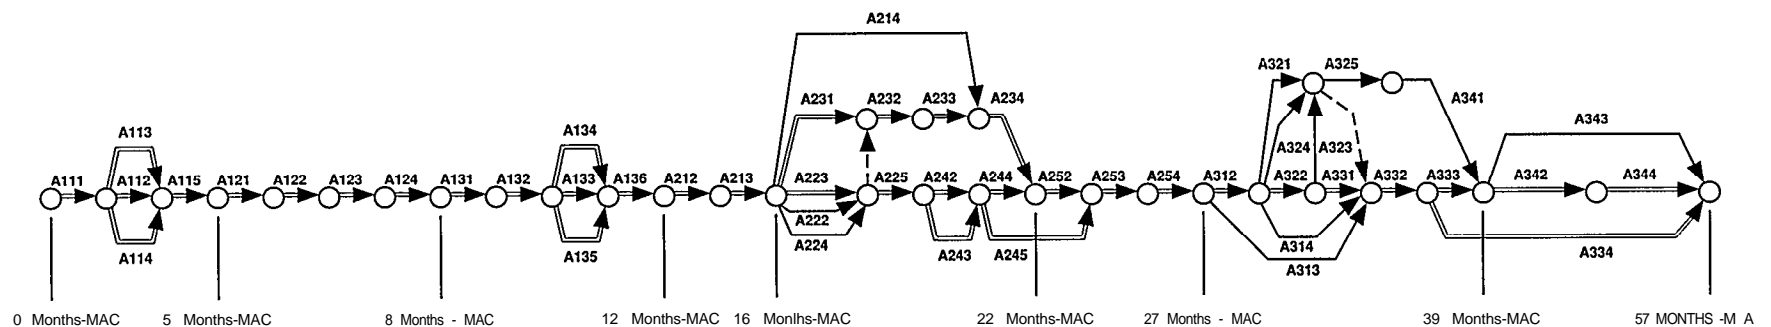 A214
A321
A325
A231
A232
A233
A234
A341
A343
A113
A134
A324
A323
A111
A112
A115
A121
A122
A123
A124
A131
A132
A133
A136
A212
A213
A223
A225
A242
A244
A252
A253
A254
A312
A322
A331
A332
A333
A342
A344
A222
A224
A114
A135
A243
A245
A314
A313
A334
0 Months-MAC
5 Months-MAC
8 Months - MAC
12 Months-MAC
16 Monlhs-MAC
22 Months-MAC
27 Months - MAC
39 Months-MAC
57 MONTHS -M A